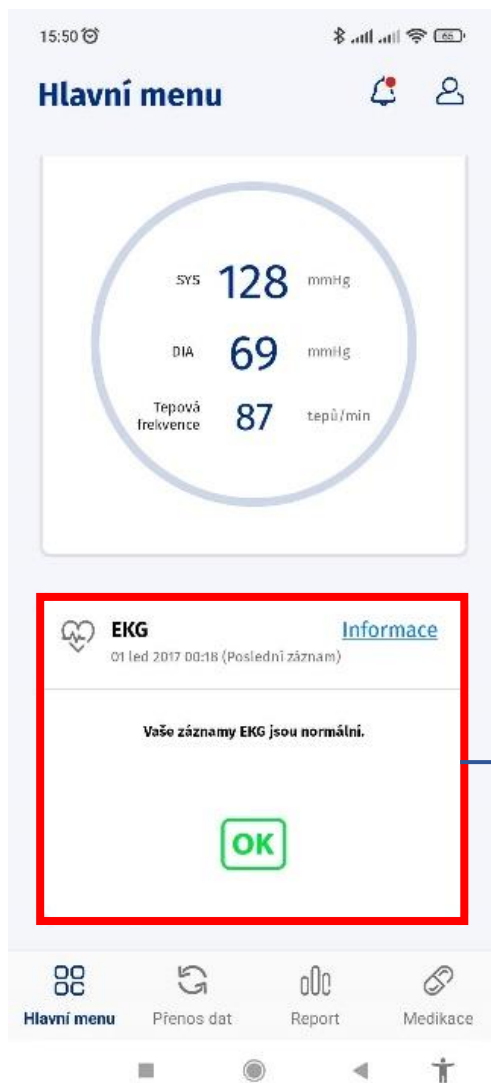 15:50
65
Hlavní menu
SYS 128 mmHg
DIA 69 mmHg
Tepová
frekvence 87 tepů/min
EKG Informace
01 led 2017 00:18 (Poslední záznam)
Vaše záznamy EKG jsou normální.
OK
Hlavní menu Přenos dat Report Medikace